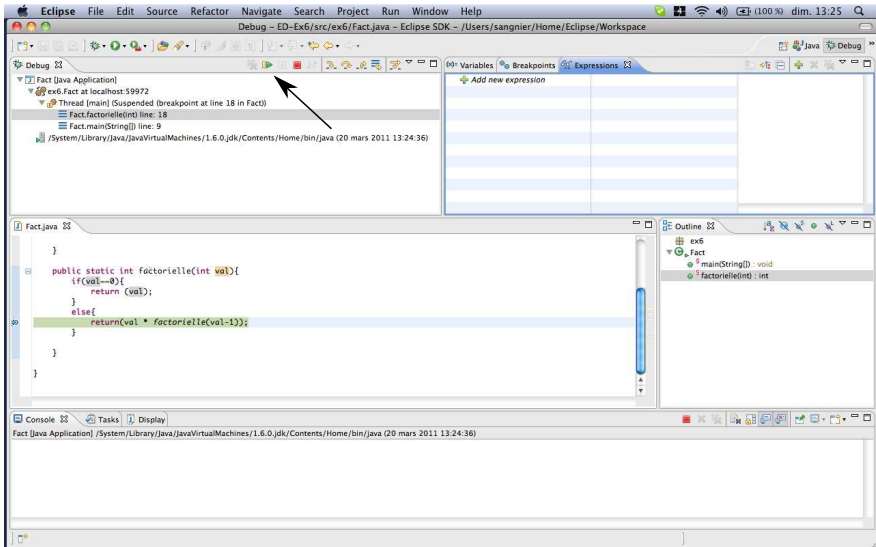 Eclipse File Edit Source Refactor Navigate Search Project Run Window Help (100 %) dim. 13:25
Debug - ED-Ex6/src/ex6/Fact.java - Eclipse SDK - /Users/sangnier/Home/Eclipse/Workspace
Java Debug »
Debug
Variables Breakpoints Expressions
Fact [Java Application]
ex6.Fact at localhost:59972
Thread [main] (Suspended (breakpoint at line 18 in Fact))
Fact.factorielle(int) line: 18
Fact.main(String[]) line: 9
/System/Library/Java/JavaVirtualMachines/1.6.0.jdk/Contents/Home/bin/java (20 mars 2011 13:24:36)
Add new expression
Fact.java
}
public static int factorielle(int val){
if(val==0){
return (val);
}
else{
return(val * factorielle(val-1));
}
}
}
Outline
ex6
Fact
main(String[]) : void
factorielle(int) : int
Console Tasks Display
Fact [Java Application] /System/Library/Java/JavaVirtualMachines/1.6.0.jdk/Contents/Home/bin/java (20 mars 2011 13:24:36)